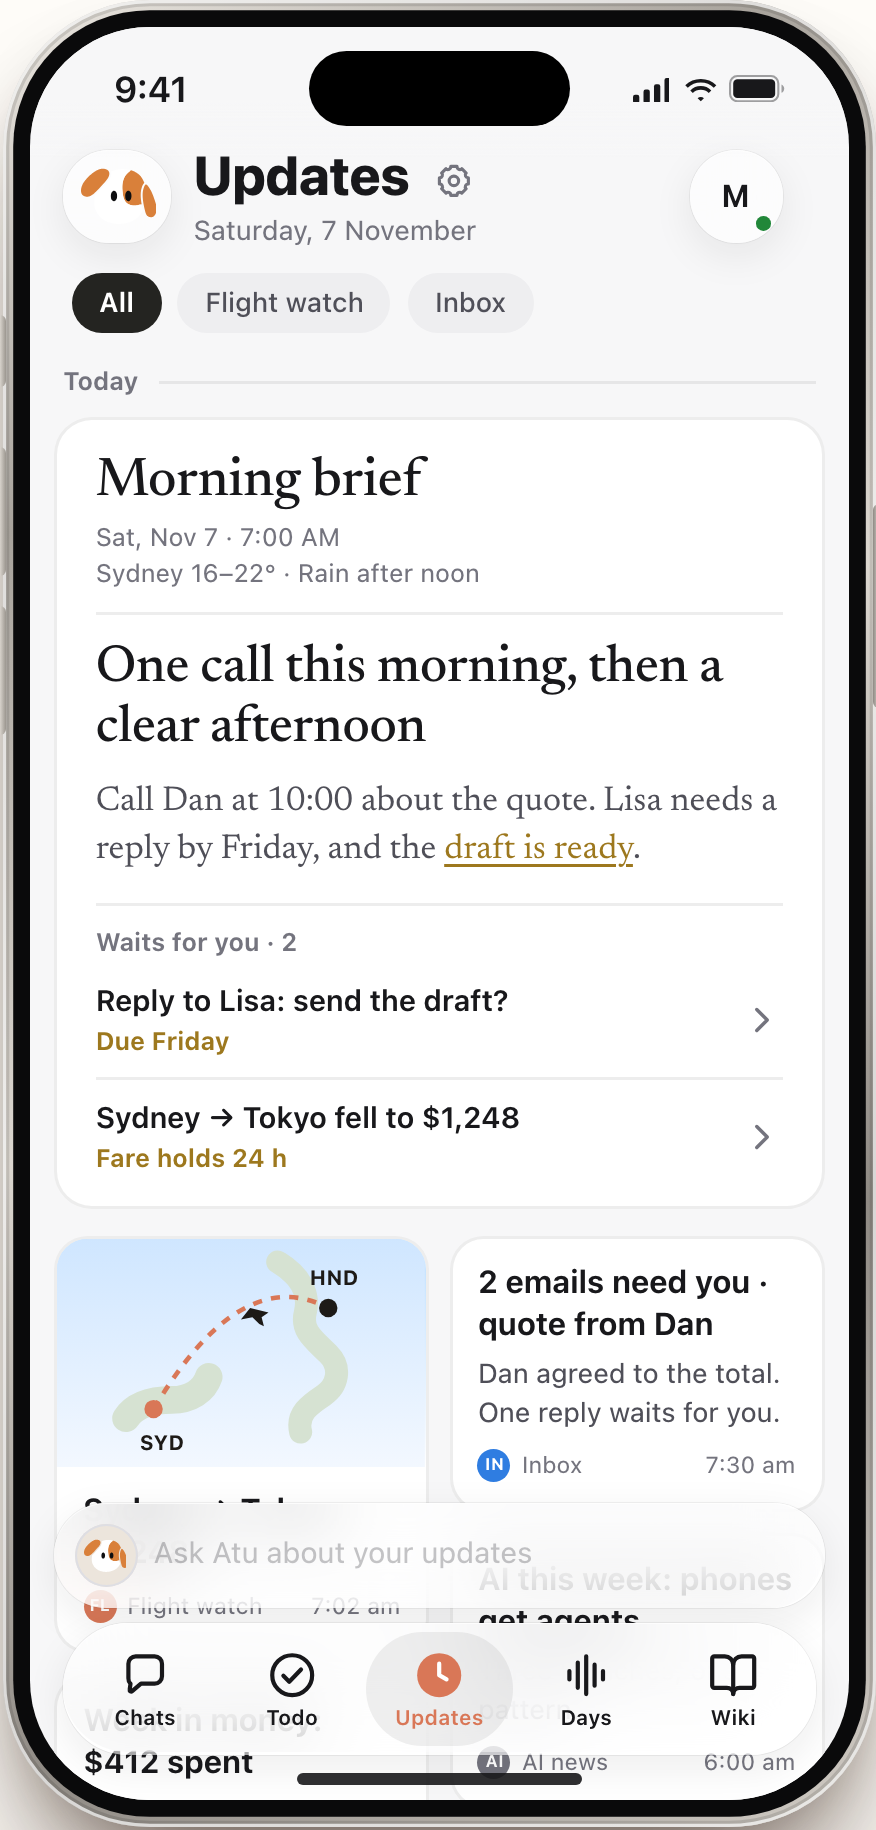 9:41
Updates
Saturday, 7 November
M
All
Flight watch
Inbox
Today
Morning brief
Sat, Nov 7 · 7:00 AM
Sydney 16–22° · Rain after noon
One call this morning, then a
clear afternoon
Call Dan at 10:00 about the quote. Lisa needs a
reply by Friday, and the draft is ready.
Waits for you · 2
Reply to Lisa: send the draft?
Due Friday
Sydney → Tokyo fell to $1,248
Fare holds 24 h
HND
SYD
2 emails need you ·
quote from Dan
Dan agreed to the total.
One reply waits for you.
IN Inbox 7:30 am
Ask Atu about your updates
FL Flight watch 7:02 am
AI this week: phones
get agents
pattern
Chats
Todo
Updates
Days
Wiki
Week in money:
$412 spent
AI AI news 6:00 am